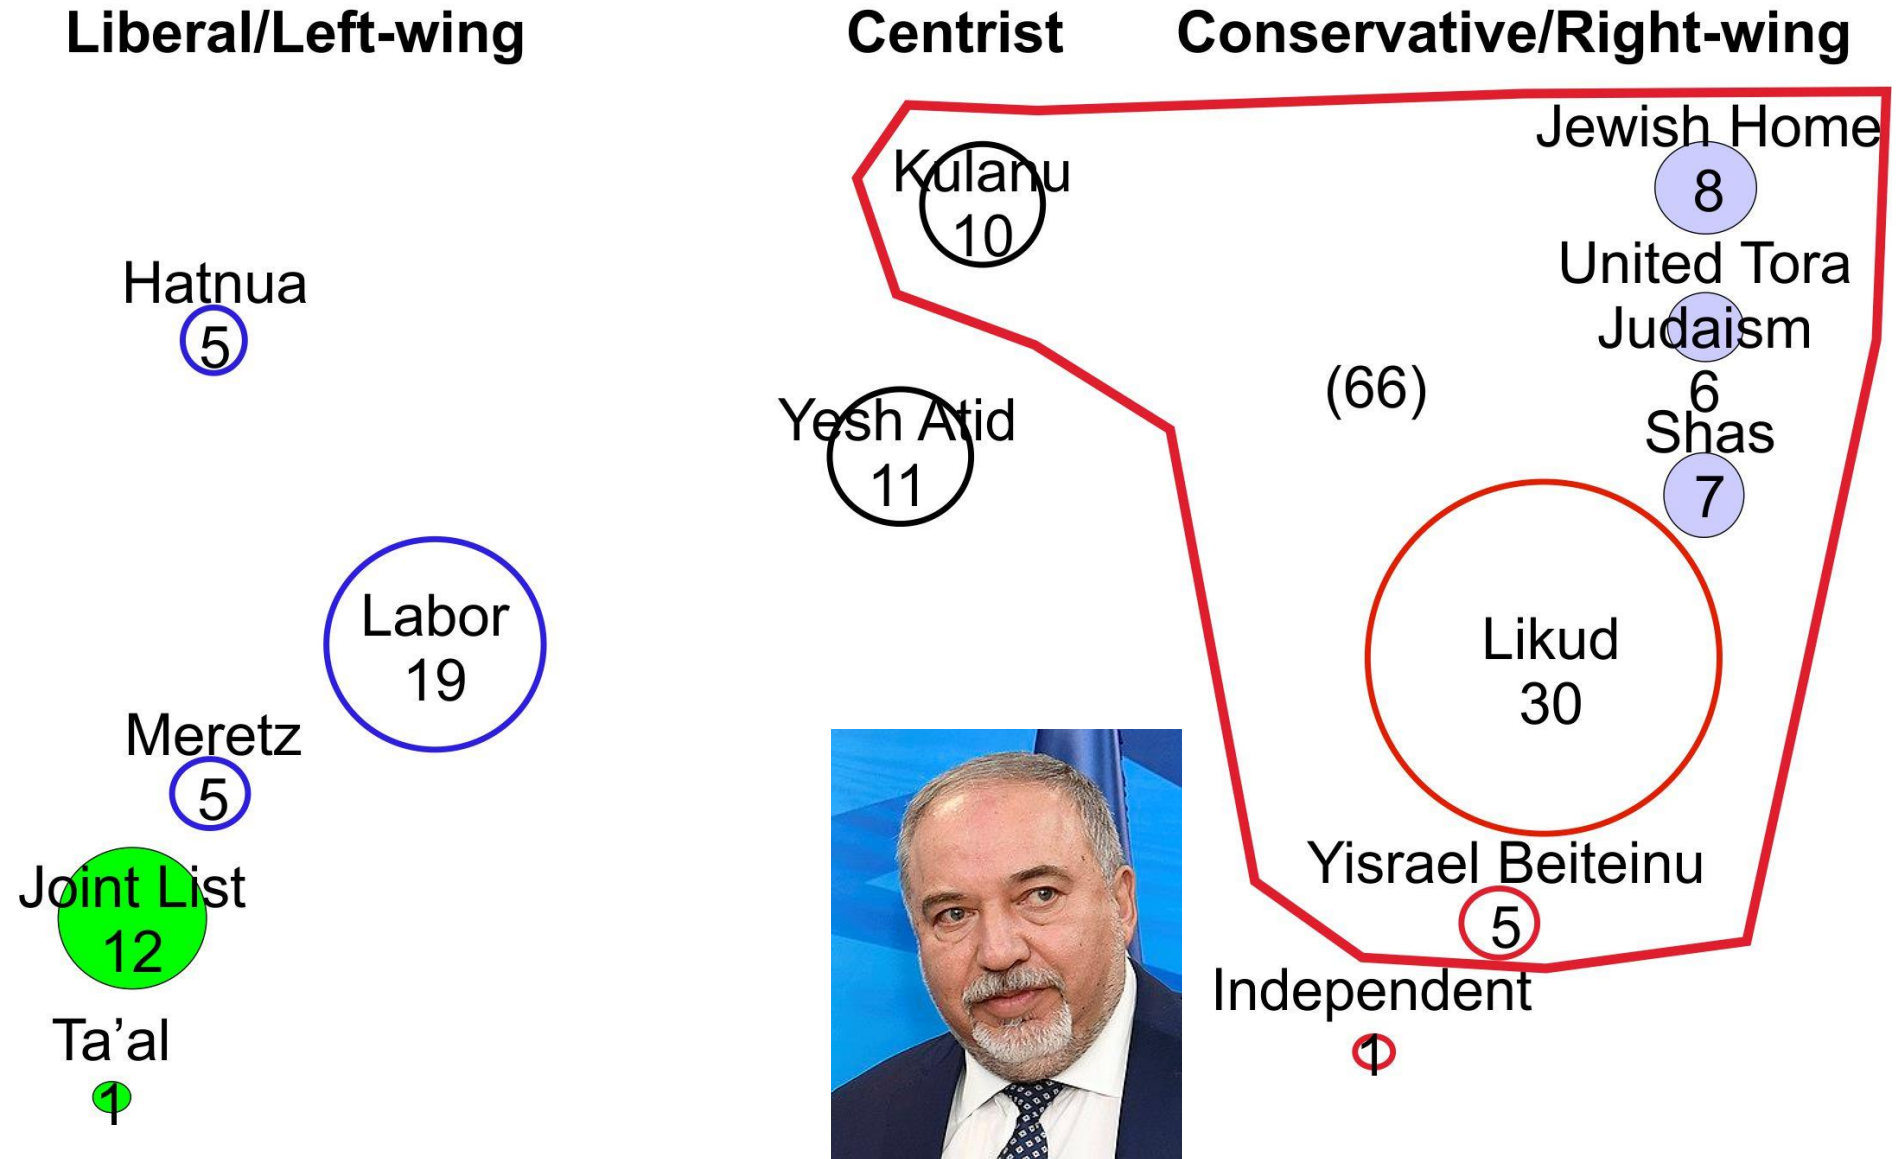 Liberal/Left-wing
Centrist
Conservative/Right-wing
Jewish Home
8
Kulanu
10
United Tora
Judaism
6
Hatnua
5
(66)
Yesh Atid
11
Shas
7
Labor
19
Likud
30
Meretz
5
Joint List
12
Yisrael Beiteinu
5
Independent
1
Ta’al
1